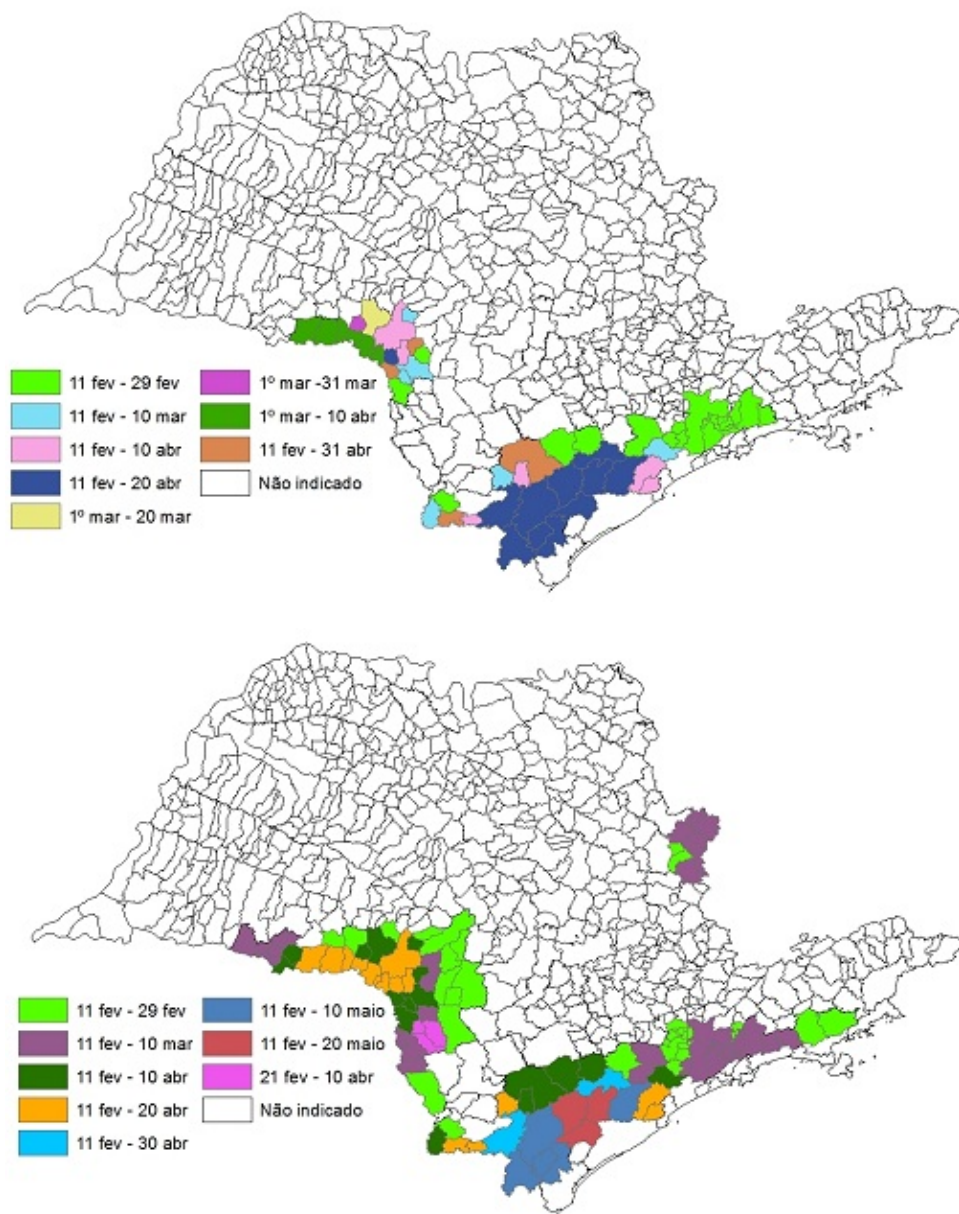 11 fev - 29 fev
11 fev - 10 mar
11 fev - 10 abr
11 fev - 20 abr
1º mar - 20 mar
1º mar -31 mar
1º mar - 10 abr
11 fev - 31 abr
Não indicado
11 fev - 29 fev
11 fev - 10 mar
11 fev - 10 abr
11 fev - 20 abr
11 fev - 30 abr
11 fev - 10 maio
11 fev - 20 maio
21 fev - 10 abr
Não indicado